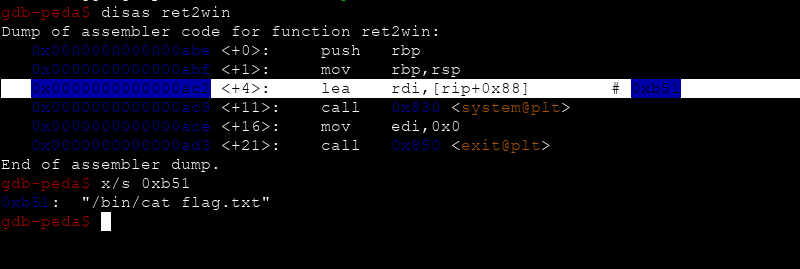 gdb-peda$ disas ret2win
Dump of assembler code for function ret2win:
0x0000000000000abe <+0>: push rbp
0x0000000000000abf <+1>: mov rbp,rsp
0x0000000000000ac2 <+4>: lea rdi,[rip+0x88] # 0xb51
0x0000000000000ac9 <+11>: call 0x830 <system@plt>
0x0000000000000ace <+16>: mov edi,0x0
0x0000000000000ad3 <+21>: call 0x850 <exit@plt>
End of assembler dump.
gdb-peda$ x/s 0xb51
0xb51: "/bin/cat flag.txt"
gdb-peda$